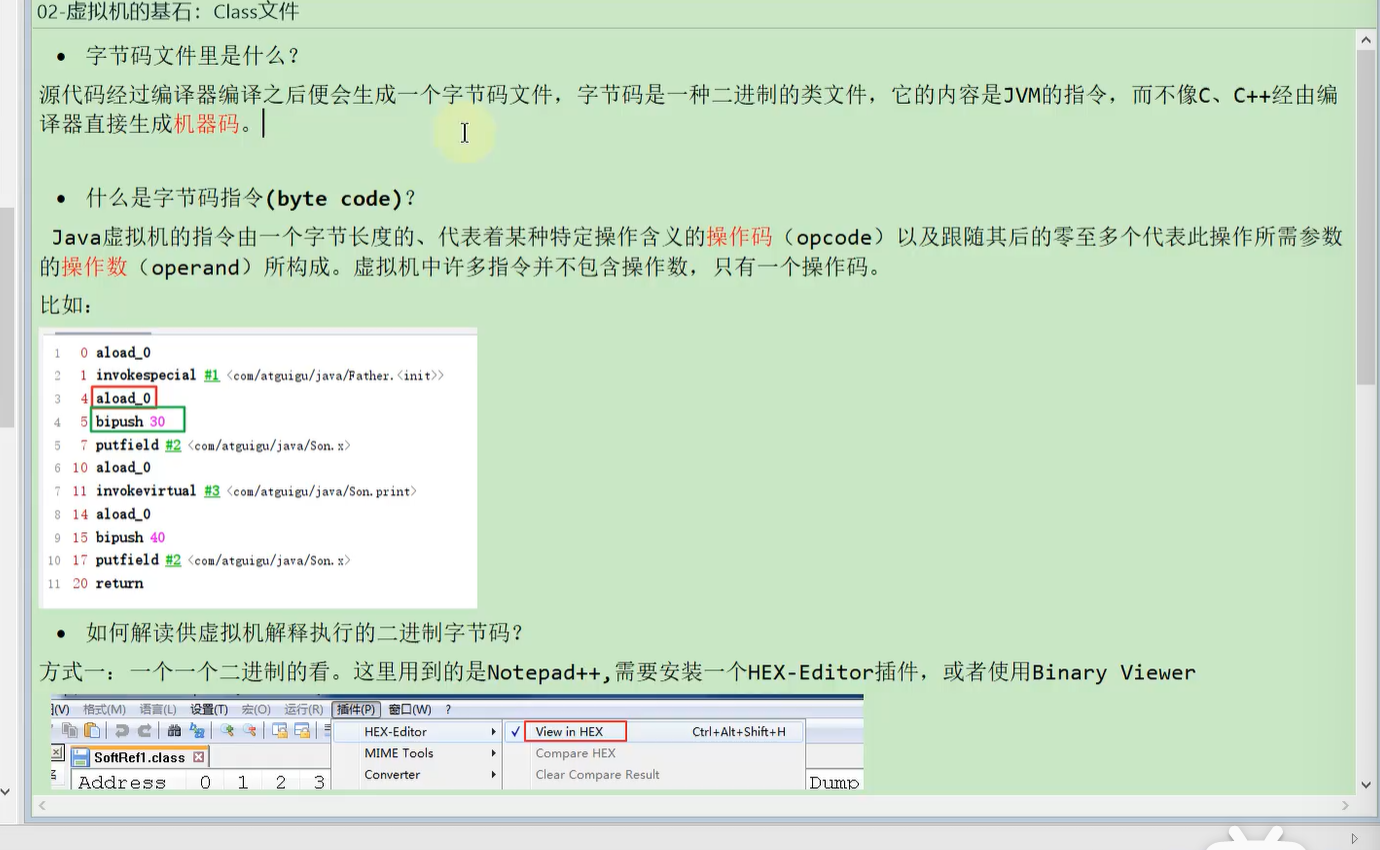 02-虚拟机的基石：Class文件
• 字节码文件里是什么？
源代码经过编译器编译之后便会生成一个字节码文件，字节码是一种二进制的类文件，它的内容是JVM的指令，而不像C、C++经由编
译器直接生成机器码。
• 什么是字节码指令(byte code)？
Java虚拟机的指令由一个字节长度的、代表着某种特定操作含义的操作码（opcode）以及跟随其后的零至多个代表此操作所需参数
的操作数（operand）所构成。虚拟机中许多指令并不包含操作数，只有一个操作码。
比如：
1 0 aload_0
2 1 invokespecial #1 <com/atguigu/java/Father.<init>>
3 4 aload_0
4 5 bipush 30
5 7 putfield #2 <com/atguigu/java/Son.x>
6 10 aload_0
7 11 invokevirtual #3 <com/atguigu/java/Son.print>
8 14 aload_0
9 15 bipush 40
10 17 putfield #2 <com/atguigu/java/Son.x>
11 20 return
• 如何解读供虚拟机解释执行的二进制字节码？
方式一：一个一个二进制的看。这里用到的是Notepad++,需要安装一个HEX-Editor插件，或者使用Binary Viewer
(V) 格式(M) 语言(L) 设置(T) 宏(O) 运行(R) 插件(P) 窗口(W) ?
HEX-Editor View in HEX Ctrl+Alt+Shift+H
SoftRef1.class MIME Tools Compare HEX
Address 0 1 2 3 Converter Clear Compare Result Dump